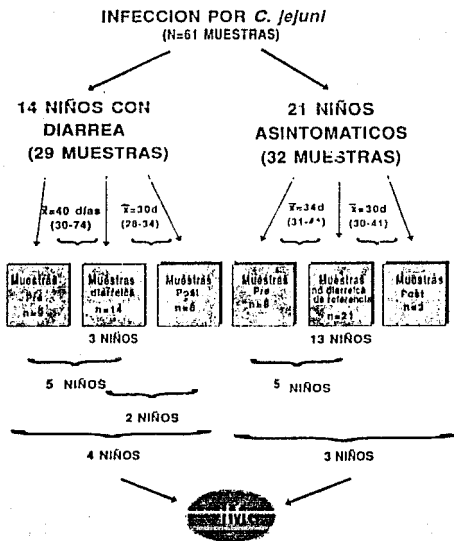 INFECCION POR C. jejuni
(N=61 MUESTRAS)
14 NIÑOS CON
DIARREA
(29 MUESTRAS)
21 NIÑOS
ASINTOMATICOS
(32 MUESTRAS)
x̄=40 días
(30-74)
x̄=30d
(28-34)
x̄=34d
x̄=30d
(30-41)
Muestras
Pre
n=9
Muestras
diarreica
n=14
Muestras
Post
n=6
Muestras
Pre
n=8
Muestras
no diarreica
de referencia
n=21
Muestras
Post
n=3
3 NIÑOS
13 NIÑOS
5 NIÑOS
5 NIÑOS
2 NIÑOS
4 NIÑOS
3 NIÑOS